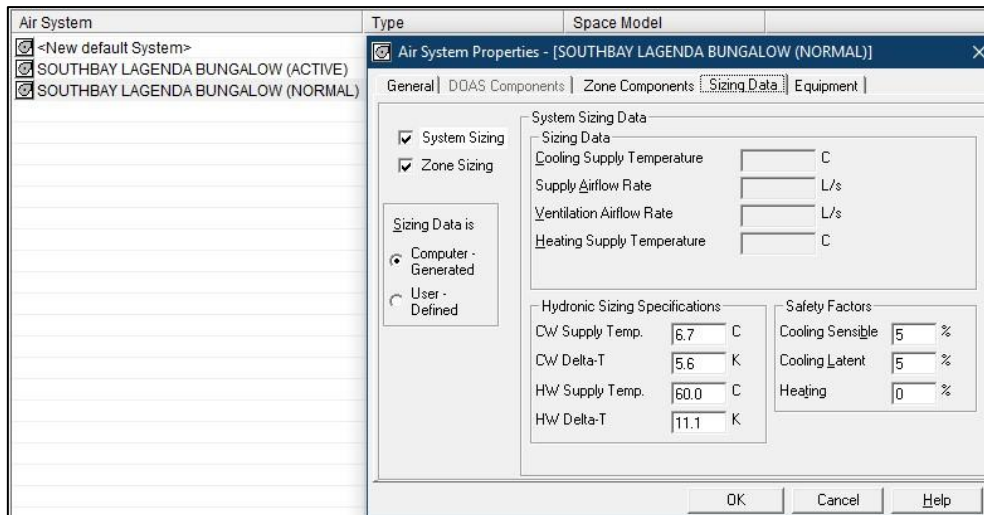 Air System Type Space Model
<New default System>
SOUTHBAY LAGENDA BUNGALOW (ACTIVE)
SOUTHBAY LAGENDA BUNGALOW (NORMAL)
Air System Properties - [SOUTHBAY LAGENDA BUNGALOW (NORMAL)]
General DOAS Components Zone Components Sizing Data Equipment
System Sizing
Zone Sizing
Sizing Data is
Computer - Generated
User - Defined
System Sizing Data
Sizing Data
Cooling Supply Temperature C
Supply Airflow Rate L/s
Ventilation Airflow Rate L/s
Heating Supply Temperature C
Hydronic Sizing Specifications
CW Supply Temp. 6.7 C
CW Delta-T 5.6 K
HW Supply Temp. 60.0 C
HW Delta-T 11.1 K
Safety Factors
Cooling Sensible 5 %
Cooling Latent 5 %
Heating 0 %
OK Cancel Help